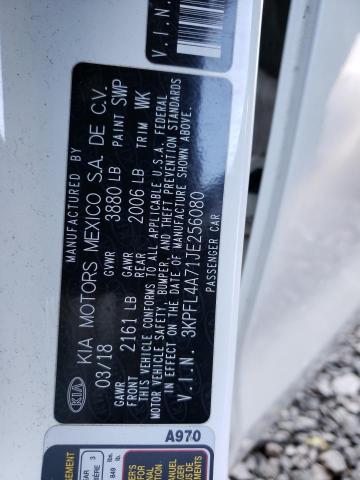 MANUFACTURED BY
KIA KIA MOTORS MEXICO S.A. DE C.V.
03/18 GVWR 3880 LB PAINT SWP
GAWR FRONT 2161 LB GAWR REAR 2006 LB TRIM WK
THIS VEHICLE CONFORMS TO ALL APPLICABLE U.S.A. FEDERAL
MOTOR VEHICLE SAFETY, BUMPER, AND THEFT PREVENTION STANDARDS
IN EFFECT ON THE DATE OF MANUFACTURE SHOWN ABOVE.
V.I.N. 3KPFL4A71JE256080
PASSENGER CAR
V.I.N.
A970